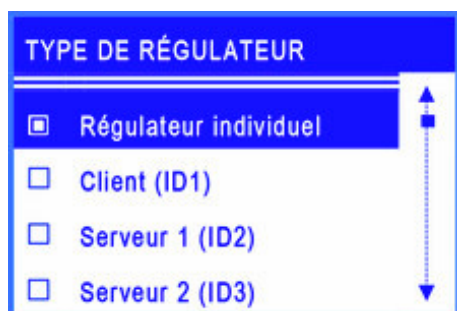 TYPE DE RÉGULATEUR
Régulateur individuel
Client (ID1)
Serveur 1 (ID2)
Serveur 2 (ID3)